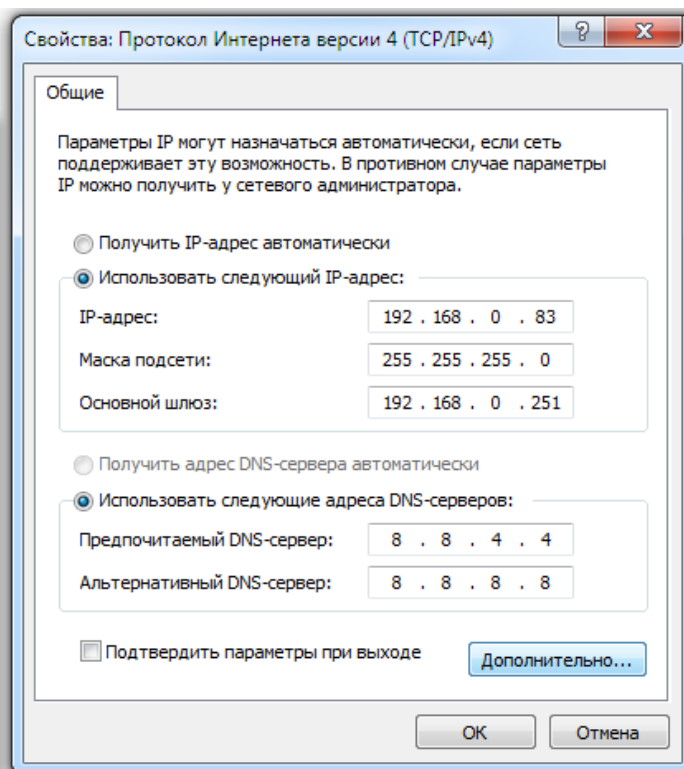 Свойства: Протокол Интернета версии 4 (TCP/IPv4)
?
Общие
Параметры IP могут назначаться автоматически, если сеть
поддерживает эту возможность. В противном случае параметры
IP можно получить у сетевого администратора.
Получить IP-адрес автоматически
Использовать следующий IP-адрес:
IP-адрес: 192 . 168 . 0 . 83
Маска подсети: 255 . 255 . 255 . 0
Основной шлюз: 192 . 168 . 0 . 251
Получить адрес DNS-сервера автоматически
Использовать следующие адреса DNS-серверов:
Предпочитаемый DNS-сервер: 8 . 8 . 4 . 4
Альтернативный DNS-сервер: 8 . 8 . 8 . 8
Подтвердить параметры при выходе
Дополнительно...
ОК Отмена